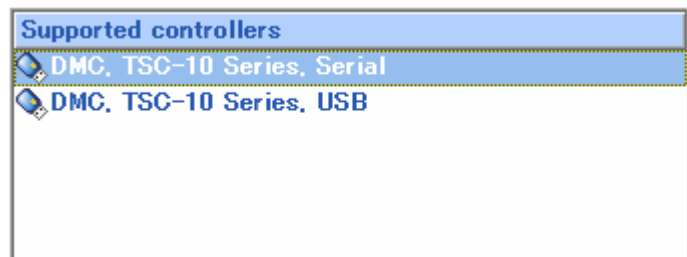 Supported controllers
DMC, TSC-10 Series, Serial
DMC, TSC-10 Series, USB